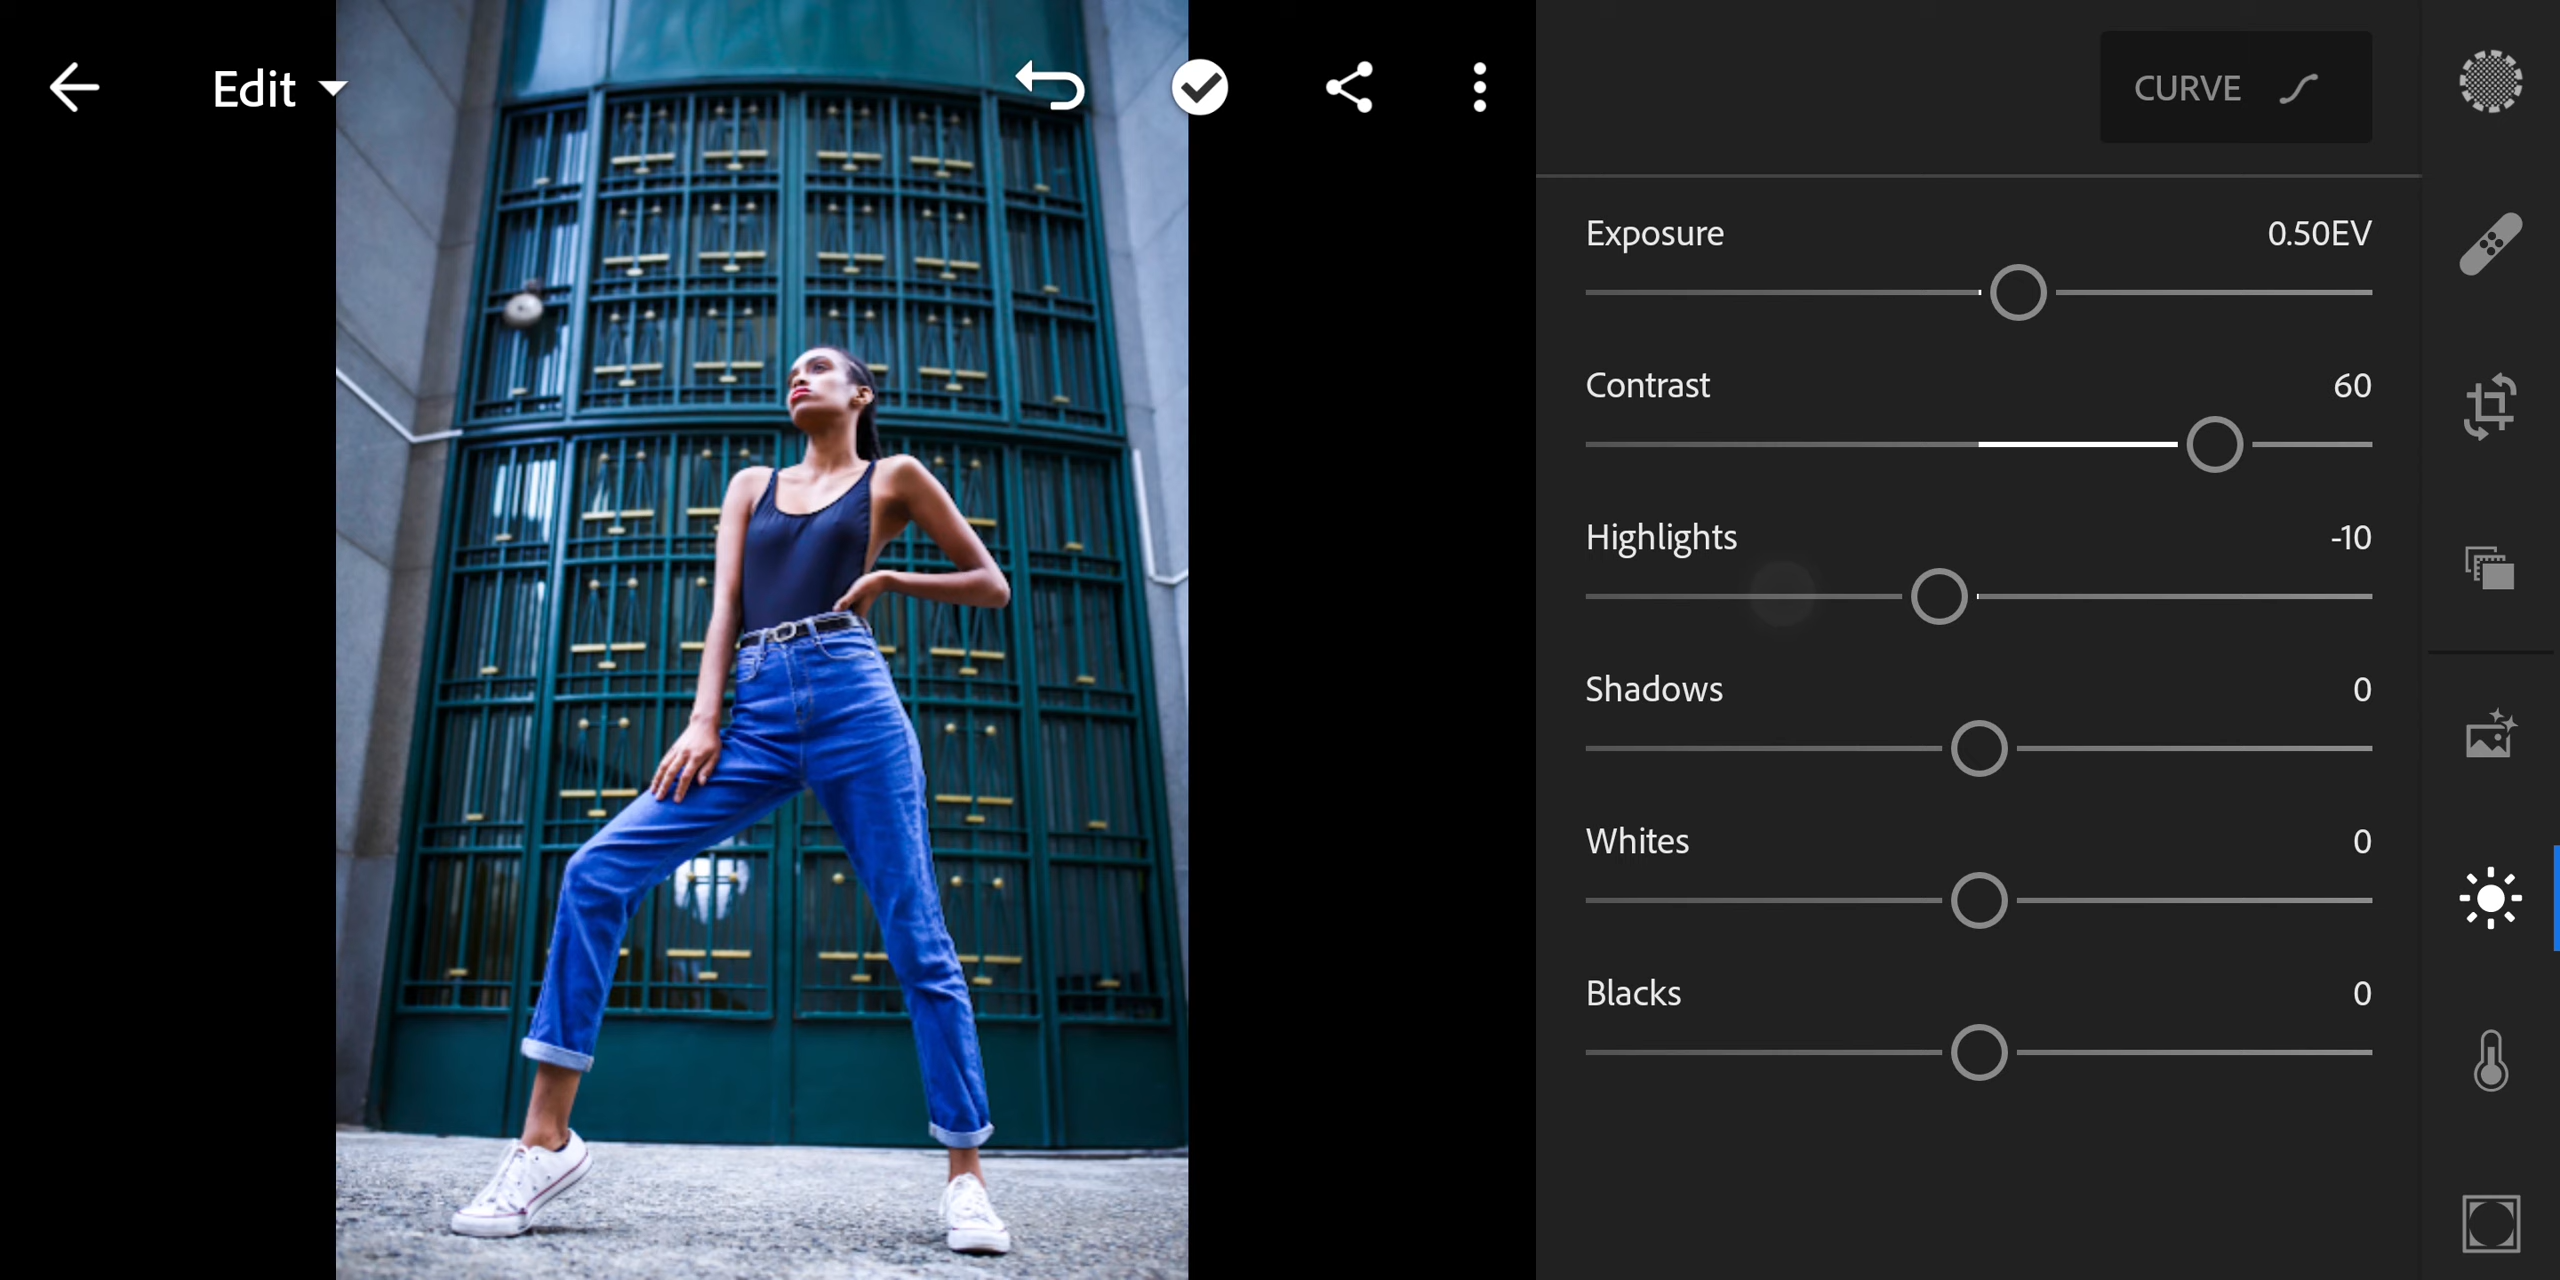 Edit
CURVE
Exposure 0.50EV
Contrast 60
Highlights -10
Shadows 0
Whites 0
Blacks 0